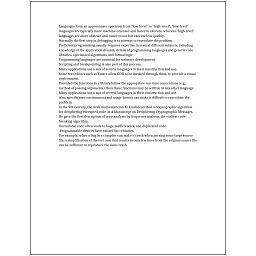 Languages form an approximate spectrum from "low-level" to "high-level"; "low-level"
languages are typically more machine-oriented and faster to execute, whereas "high-level"
languages are more abstract and easier to use but execute less quickly.
Normally the first step in debugging is to attempt to reproduce the problem.
Proficient programming usually requires expertise in several different subjects, including
knowledge of the application domain, details of programming languages and generic code
libraries, specialized algorithms, and formal logic.
Programming languages are essential for software development.
Scripting and breakpointing is also part of this process.
Many applications use a mix of several languages in their construction and use.
Some text editors such as Emacs allow GDB to be invoked through them, to provide a visual
environment.
Provided the functions in a library follow the appropriate run-time conventions (e.g.,
method of passing arguments), then these functions may be written in any other language.
Many applications use a mix of several languages in their construction and use.
Also, specific user environment and usage history can make it difficult to reproduce the
problem.
In the 9th century, the Arab mathematician Al-Kindi described a cryptographic algorithm
for deciphering encrypted code, in A Manuscript on Deciphering Cryptographic Messages.
He gave the first description of cryptanalysis by frequency analysis, the earliest code-
breaking algorithm.
Unreadable code often leads to bugs, inefficiencies, and duplicated code.
Programmable devices have existed for centuries.
For example, when a bug in a compiler can make it crash when parsing some large source
file, a simplification of the test case that results in only few lines from the original source file
can be sufficient to reproduce the same crash.